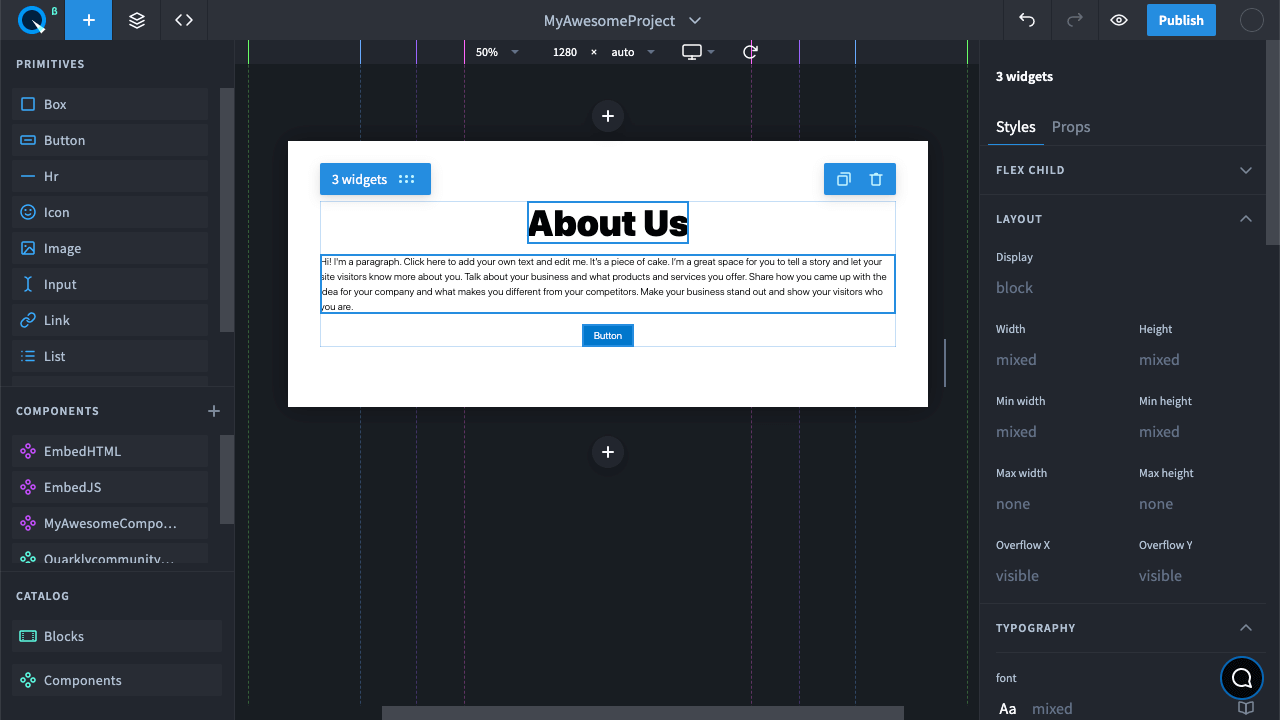 β
MyAwesomeProject
Publish
PRIMITIVES
Box
Button
Hr
Icon
Image
Input
Link
List
COMPONENTS
EmbedHTML
EmbedJS
MyAwesomeCompo...
Quarklycommunity...
CATALOG
Blocks
Components
50%
1280 × auto
3 widgets
About Us
Hi! I'm a paragraph. Click here to add your own text and edit me. It's a piece of cake. I'm a great space for you to tell a story and let your
site visitors know more about you. Talk about your business and what products and services you offer. Share how you came up with the
idea for your company and what makes you different from your competitors. Make your business stand out and show your visitors who
you are.
Button
3 widgets
Styles Props
FLEX CHILD
LAYOUT
Display
block
Width Height
mixed mixed
Min width Min height
mixed mixed
Max width Max height
none none
Overflow X Overflow Y
visible visible
TYPOGRAPHY
font
Aa mixed